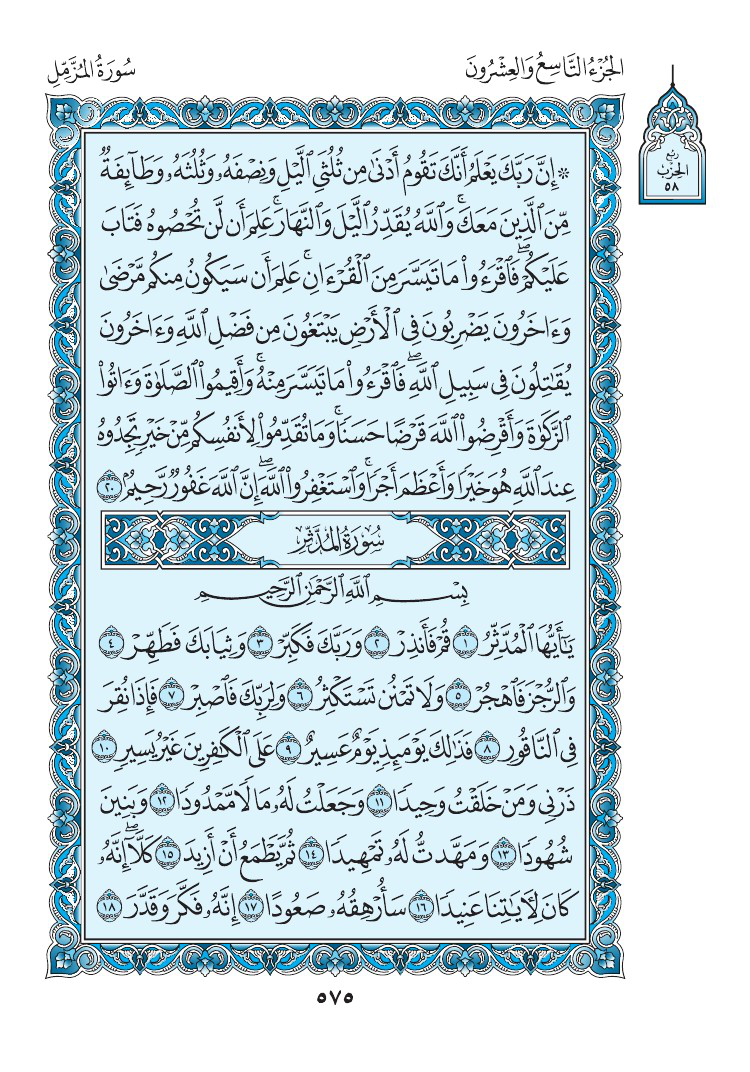 الجُزْءُ التَّاسِعُ وَالعِشْرُونَ
سُورَةُ المُزَّمِّلِ
ربع
الحِزْب
٥٨
۞ إِنَّ رَبَّكَ يَعْلَمُ أَنَّكَ تَقُومُ أَدْنَىٰ مِن ثُلُثَيِ ٱلَّيْلِ وَنِصْفَهُۥ وَثُلُثَهُۥ وَطَآئِفَةٌ
مِّنَ ٱلَّذِينَ مَعَكَۚ وَٱللَّهُ يُقَدِّرُ ٱلَّيْلَ وَٱلنَّهَارَۚ عَلِمَ أَن لَّن تُحْصُوهُ فَتَابَ
عَلَيْكُمْۖ فَٱقْرَءُواْ مَا تَيَسَّرَ مِنَ ٱلْقُرْءَانِۚ عَلِمَ أَن سَيَكُونُ مِنكُم مَّرْضَىٰ
وَءَاخَرُونَ يَضْرِبُونَ فِي ٱلْأَرْضِ يَبْتَغُونَ مِن فَضْلِ ٱللَّهِ وَءَاخَرُونَ
يُقَٰتِلُونَ فِي سَبِيلِ ٱللَّهِۖ فَٱقْرَءُواْ مَا تَيَسَّرَ مِنْهُۚ وَأَقِيمُواْ ٱلصَّلَوٰةَ وَءَاتُواْ
ٱلزَّكَوٰةَ وَأَقْرِضُواْ ٱللَّهَ قَرْضًا حَسَنًاۚ وَمَا تُقَدِّمُواْ لِأَنفُسِكُم مِّنْ خَيْرٍ تَجِدُوهُ
عِندَ ٱللَّهِ هُوَ خَيْرًا وَأَعْظَمَ أَجْرًاۚ وَٱسْتَغْفِرُواْ ٱللَّهَۖ إِنَّ ٱللَّهَ غَفُورٌ رَّحِيمٌ ٢٠
سُورَةُ المُدَّثِّرِ
بِسْمِ ٱللَّهِ ٱلرَّحْمَٰنِ ٱلرَّحِيمِ
يَٰٓأَيُّهَا ٱلْمُدَّثِّرُ ١ قُمْ فَأَنذِرْ ٢ وَرَبَّكَ فَكَبِّرْ ٣ وَثِيَابَكَ فَطَهِّرْ ٤
وَٱلرُّجْزَ فَٱهْجُرْ ٥ وَلَا تَمْنُن تَسْتَكْثِرُ ٦ وَلِرَبِّكَ فَٱصْبِرْ ٧ فَإِذَا نُقِرَ
فِي ٱلنَّاقُورِ ٨ فَذَٰلِكَ يَوْمَئِذٍ يَوْمٌ عَسِيرٌ ٩ عَلَى ٱلْكَٰفِرِينَ غَيْرُ يَسِيرٍ ١٠
ذَرْنِي وَمَنْ خَلَقْتُ وَحِيدًا ١١ وَجَعَلْتُ لَهُۥ مَالًا مَّمْدُودًا ١٢ وَبَنِينَ
شُهُودًا ١٣ وَمَهَّدتُّ لَهُۥ تَمْهِيدًا ١٤ ثُمَّ يَطْمَعُ أَنْ أَزِيدَ ١٥ كَلَّآۖ إِنَّهُۥ
كَانَ لِأٓيَٰتِنَا عَنِيدًا ١٦ سَأُرْهِقُهُۥ صَعُودًا ١٧ إِنَّهُۥ فَكَّرَ وَقَدَّرَ ١٨
٥٧٥